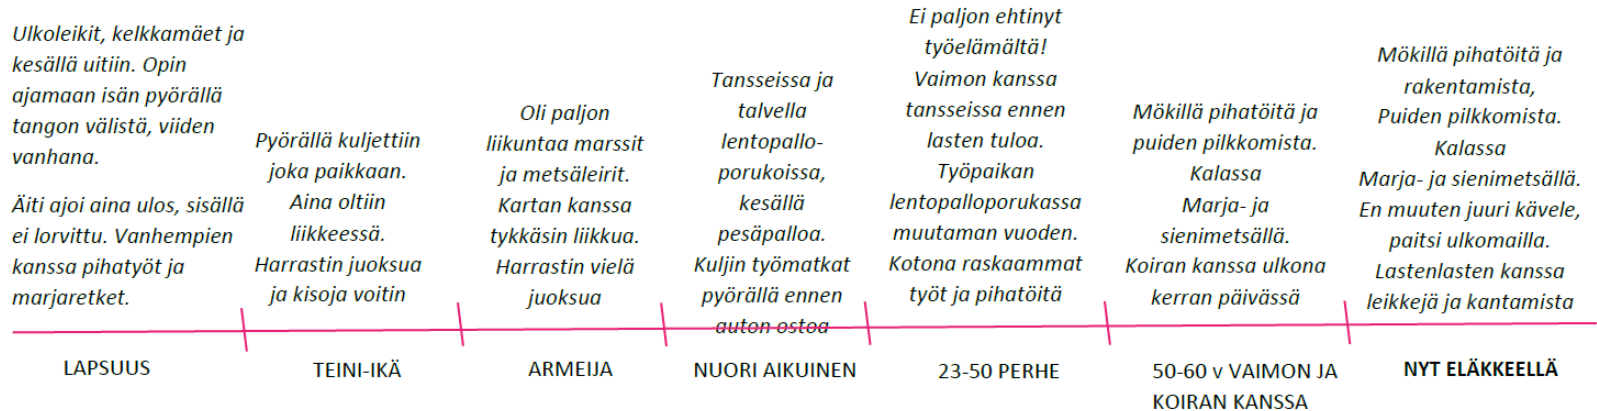 Ulkoleikit, kelkkamäet ja
kesällä uitiin. Opin
ajamaan isän pyörällä
tangon välistä, viiden
vanhana.
Äiti ajoi aina ulos, sisällä
ei lorvittu. Vanhempien
kanssa pihatyöt ja
marjaretket.
LAPSUUS
Pyörällä kuljettiin
joka paikkaan.
Aina oltiin
liikkeessä.
Harrastin juoksua
ja kisoja voitin
TEINI-IKÄ
Oli paljon
liikuntaa marssit
ja metsäleirit.
Kartan kanssa
tykkäsin liikkua.
Harrastin vielä
juoksua
ARMEIJA
Tansseissa ja
talvella
lentopallo-
porukoissa,
kesällä
pesäpalloa.
Kuljin työmatkat
pyörällä ennen
auton ostoa
NUORI AIKUINEN
Ei paljon ehtinyt
työelämältä!
Vaimon kanssa
tansseissa ennen
lasten tuloa.
Työpaikan
lentopalloporukassa
muutaman vuoden.
Kotona raskaammat
työt ja pihatöitä
23-50 PERHE
Mökillä pihatöitä ja
puiden pilkkomista.
Kalassa
Marja- ja
sienimetsällä.
Koiran kanssa ulkona
kerran päivässä
50-60 v VAIMON JA
KOIRAN KANSSA
Mökillä pihatöitä ja
rakentamista,
Puiden pilkkomista.
Kalassa
Marja- ja sienimetsällä.
En muuten juuri kävele,
paitsi ulkomailla.
Lastenlasten kanssa
leikkejä ja kantamista
NYT ELÄKKEELLÄ